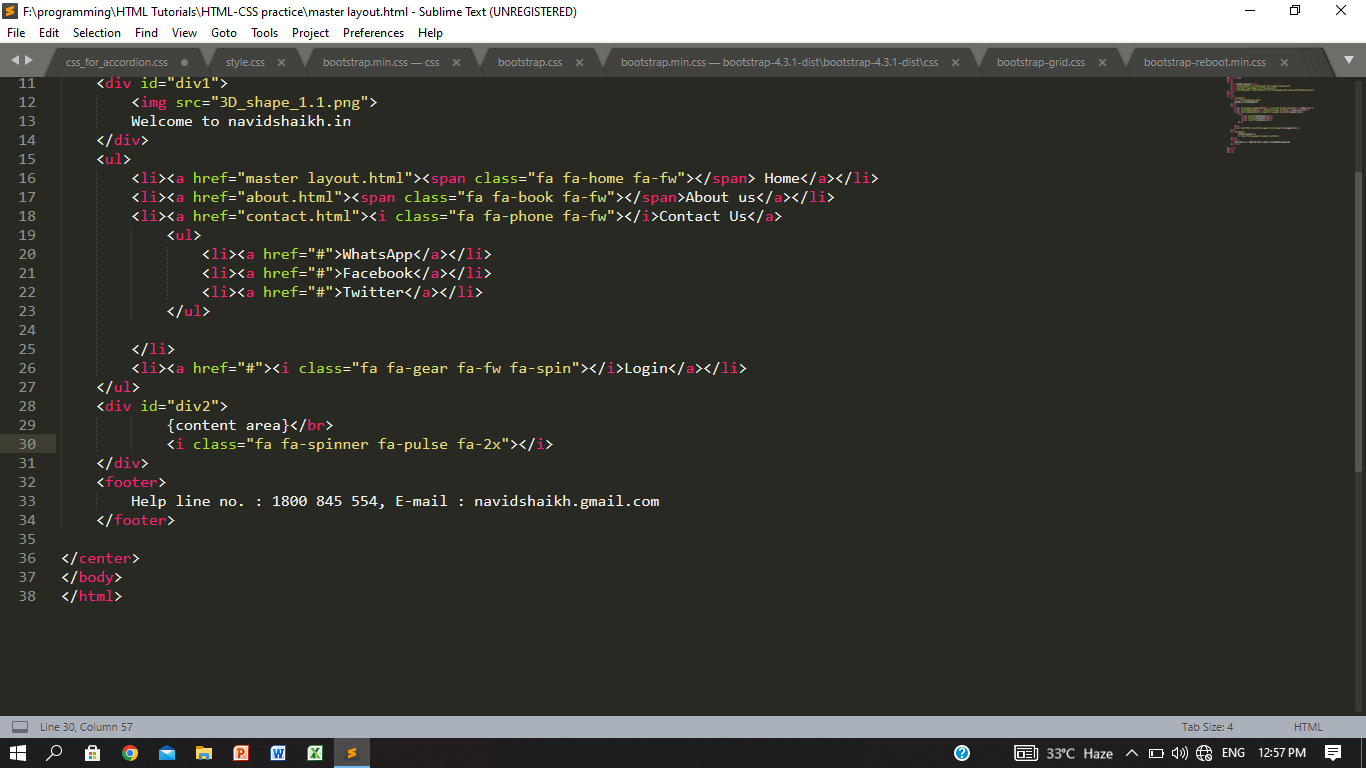 F:\programming\HTML Tutorials\HTML-CSS practice\master layout.html - Sublime Text (UNREGISTERED)
File Edit Selection Find View Goto Tools Project Preferences Help
css_for_accordion.css style.css bootstrap.min.css — css bootstrap.css bootstrap.min.css — bootstrap-4.3.1-dist\bootstrap-4.3.1-dist\css bootstrap-grid.css bootstrap-reboot.min.css
11 <div id="div1">
12 <img src="3D_shape_1.1.png">
13 Welcome to navidshaikh.in
14 </div>
15 <ul>
16 <li><a href="master layout.html"><span class="fa fa-home fa-fw"></span> Home</a></li>
17 <li><a href="about.html"><span class="fa fa-book fa-fw"></span>About us</a></li>
18 <li><a href="contact.html"><i class="fa fa-phone fa-fw"></i>Contact Us</a>
19 <ul>
20 <li><a href="#">WhatsApp</a></li>
21 <li><a href="#">Facebook</a></li>
22 <li><a href="#">Twitter</a></li>
23 </ul>
24
25 </li>
26 <li><a href="#"><i class="fa fa-gear fa-fw fa-spin"></i>Login</a></li>
27 </ul>
28 <div id="div2">
29 {content area}</br>
30 <i class="fa fa-spinner fa-pulse fa-2x"></i>
31 </div>
32 <footer>
33 Help line no. : 1800 845 554, E-mail : navidshaikh.gmail.com
34 </footer>
35
36 </center>
37 </body>
38 </html>
Line 30, Column 57 Tab Size: 4 HTML
33°C Haze ENG 12:57 PM